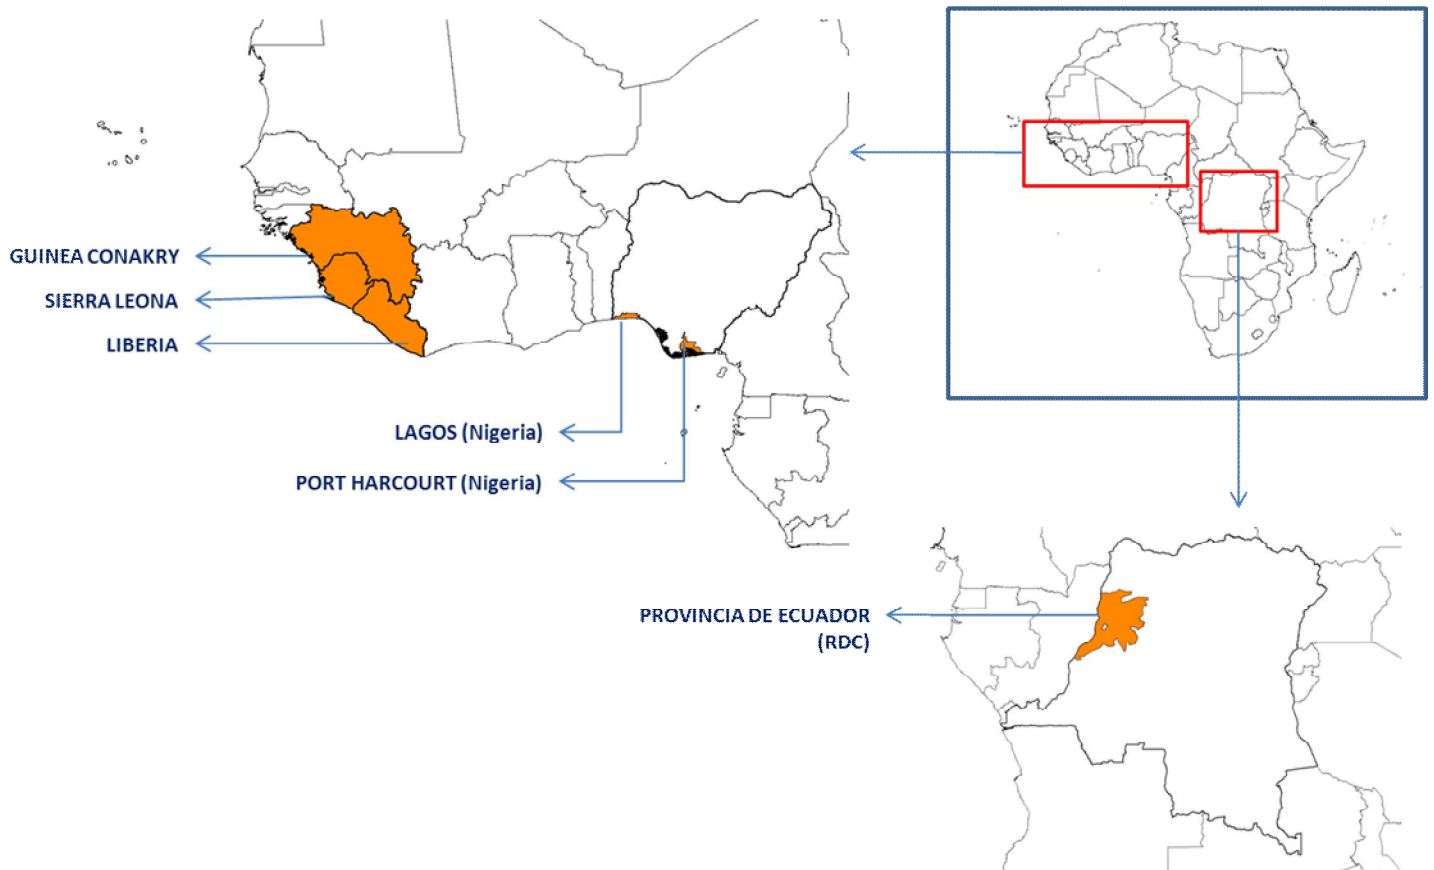 GUINEA CONAKRY
SIERRA LEONA
LIBERIA
LAGOS (Nigeria)
PORT HARCOURT (Nigeria)
PROVINCIA DE ECUADOR
(RDC)